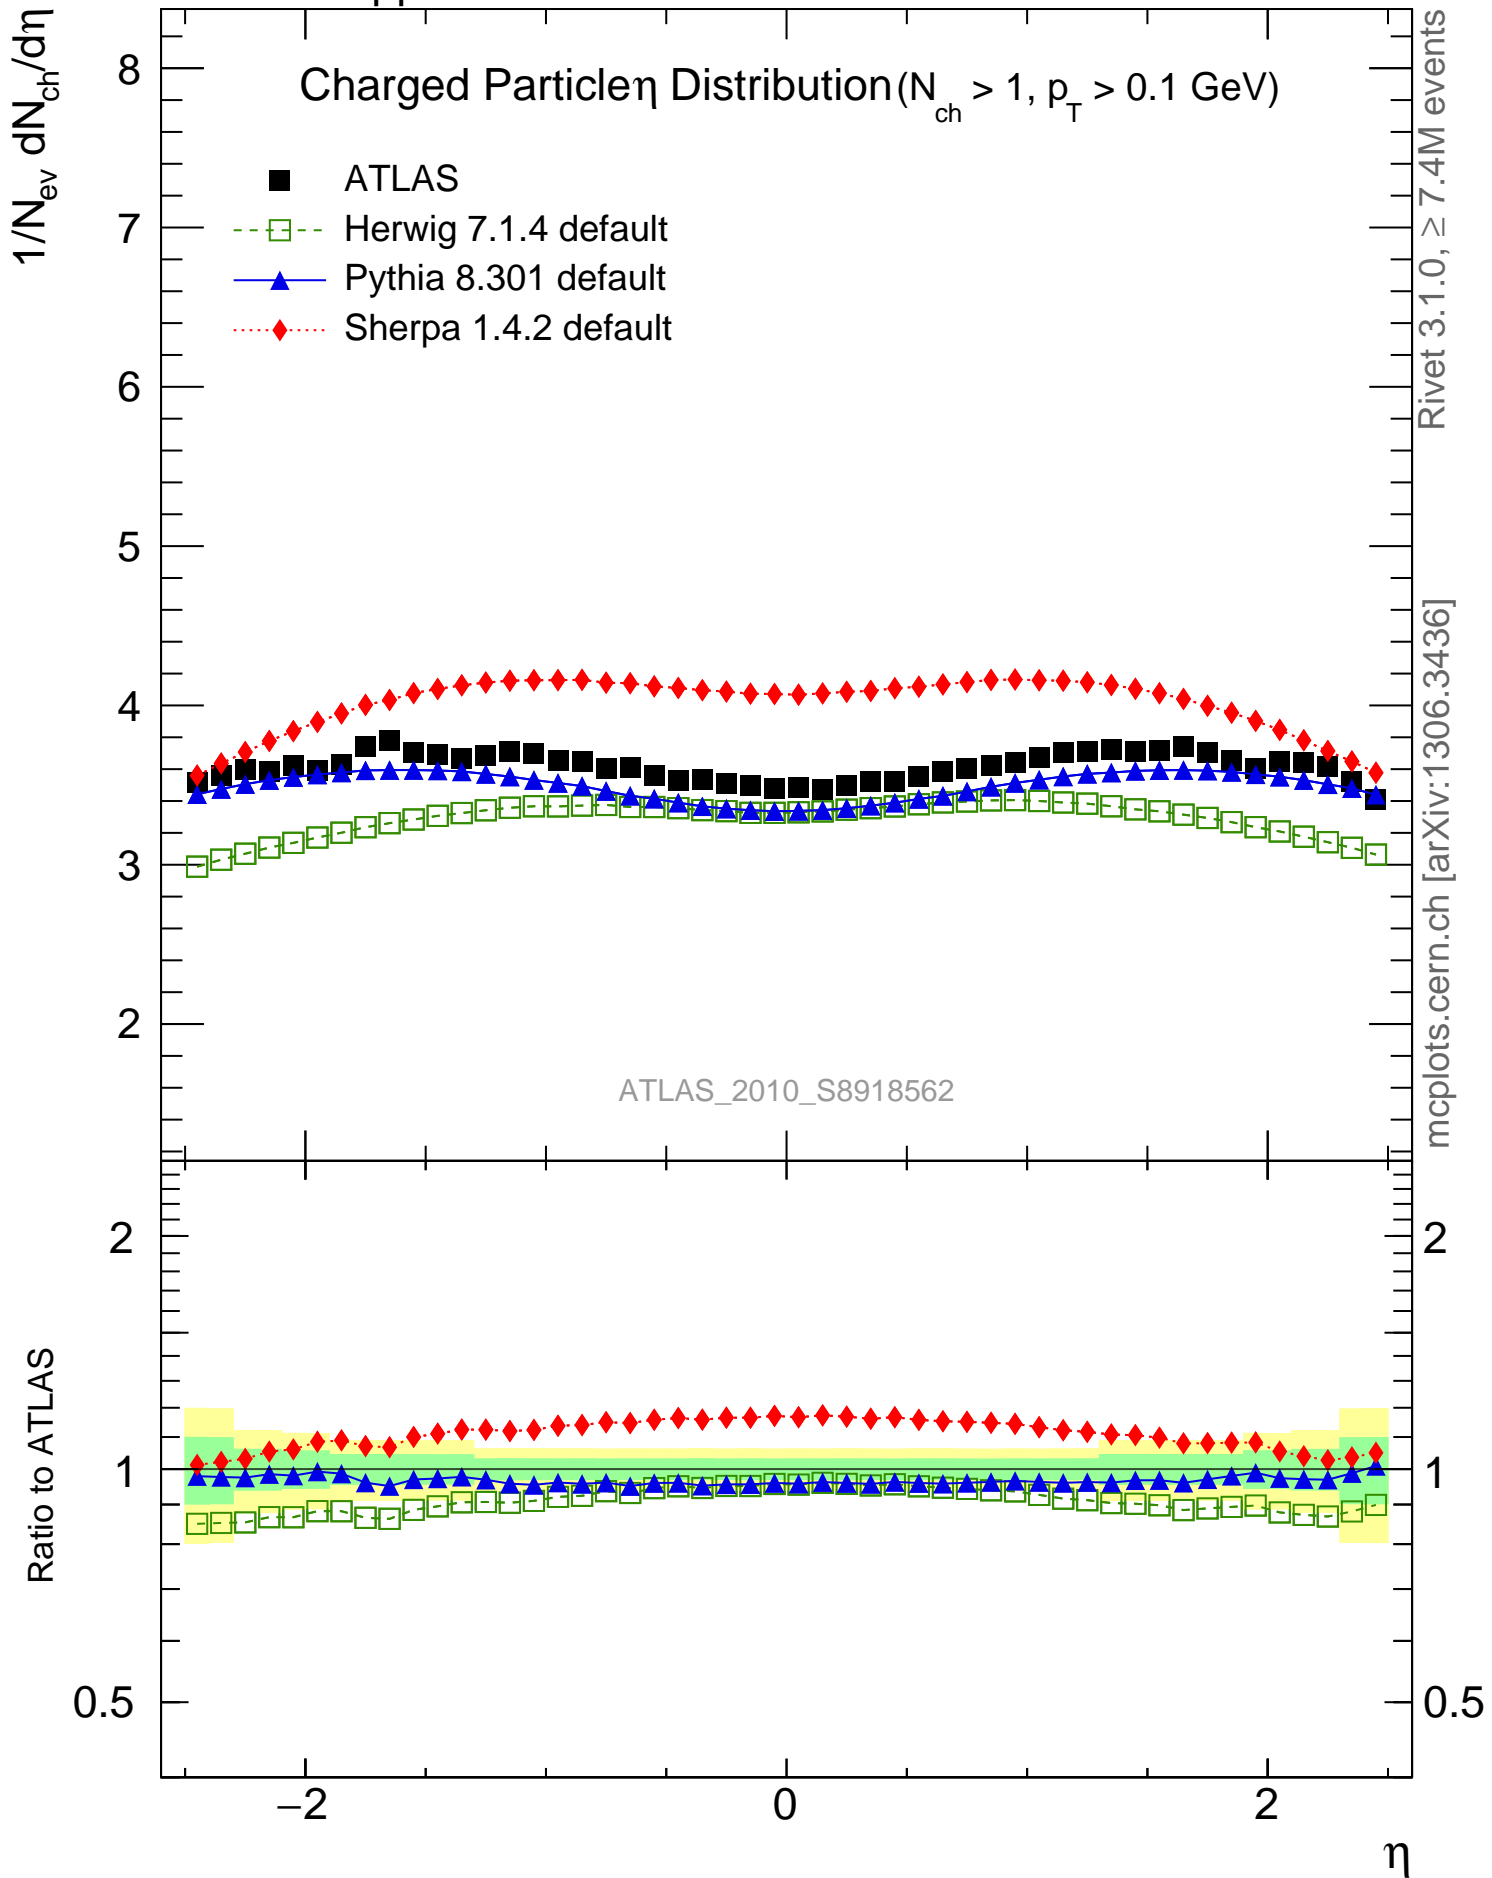 1/N_ev dN_ch/dη
Charged Particleη Distribution (N_ch > 1, p_T > 0.1 GeV)
ATLAS
Herwig 7.1.4 default
Pythia 8.301 default
Sherpa 1.4.2 default
8
7
6
5
4
3
2
ATLAS_2010_S8918562
Rivet 3.1.0, ≥ 7.4M events
mcplots.cern.ch [arXiv:1306.3436]
Ratio to ATLAS
2
1
0.5
2
1
0.5
−2
0
2
η